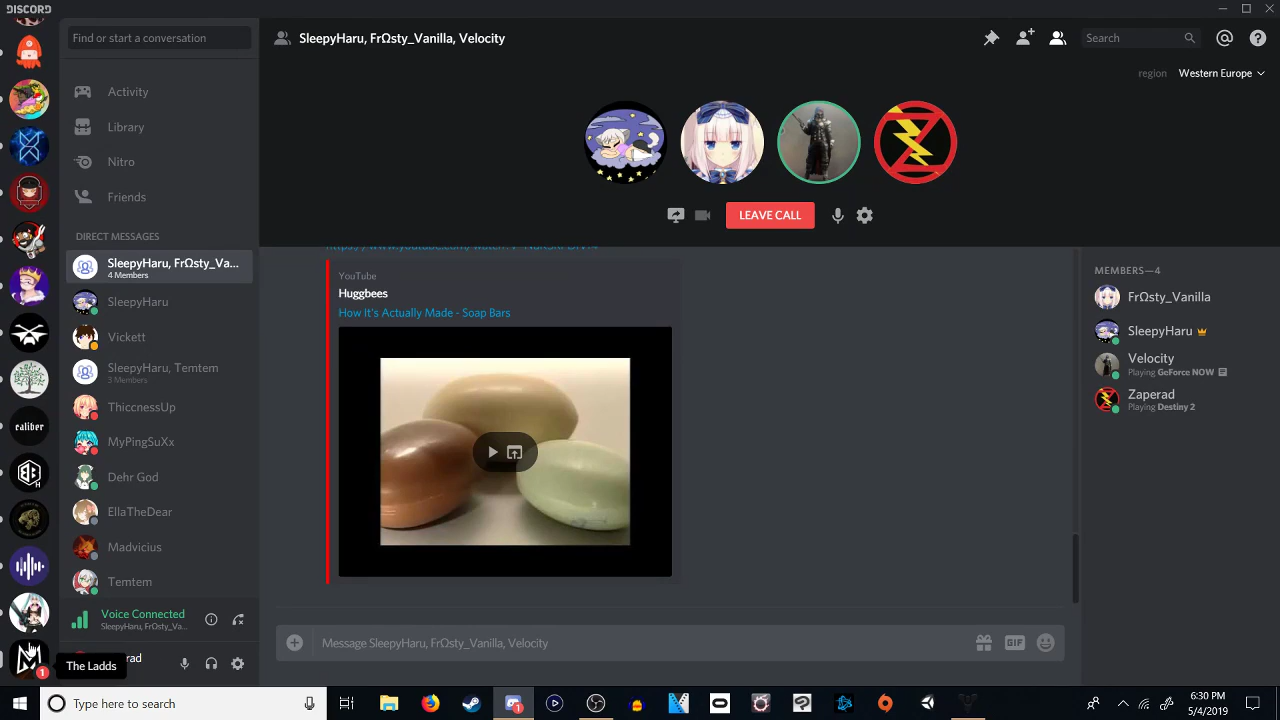 DISCORD
Find or start a conversation
SleepyHaru, FrΩsty_Vanilla, Velocity
Search
region Western Europe
Activity
Library
Nitro
Friends
LEAVE CALL
DIRECT MESSAGES
SleepyHaru, FrΩsty_Va...
4 Members
SleepyHaru
Vickett
SleepyHaru, Temtem
3 Members
ThiccnessUp
MyPingSuXx
Dehr God
EllaTheDear
Madvicius
Temtem
Voice Connected
SleepyHaru, FrΩsty_Va...
The Ladds
1
caliber
YouTube
Huggbees
How It's Actually Made - Soap Bars
Message SleepyHaru, FrΩsty_Vanilla, Velocity
GIF
MEMBERS—4
FrΩsty_Vanilla
SleepyHaru
Velocity
Playing GeForce NOW
Zaperad
Playing Destiny 2
Type here to search
6:30 PM
5/4/2019